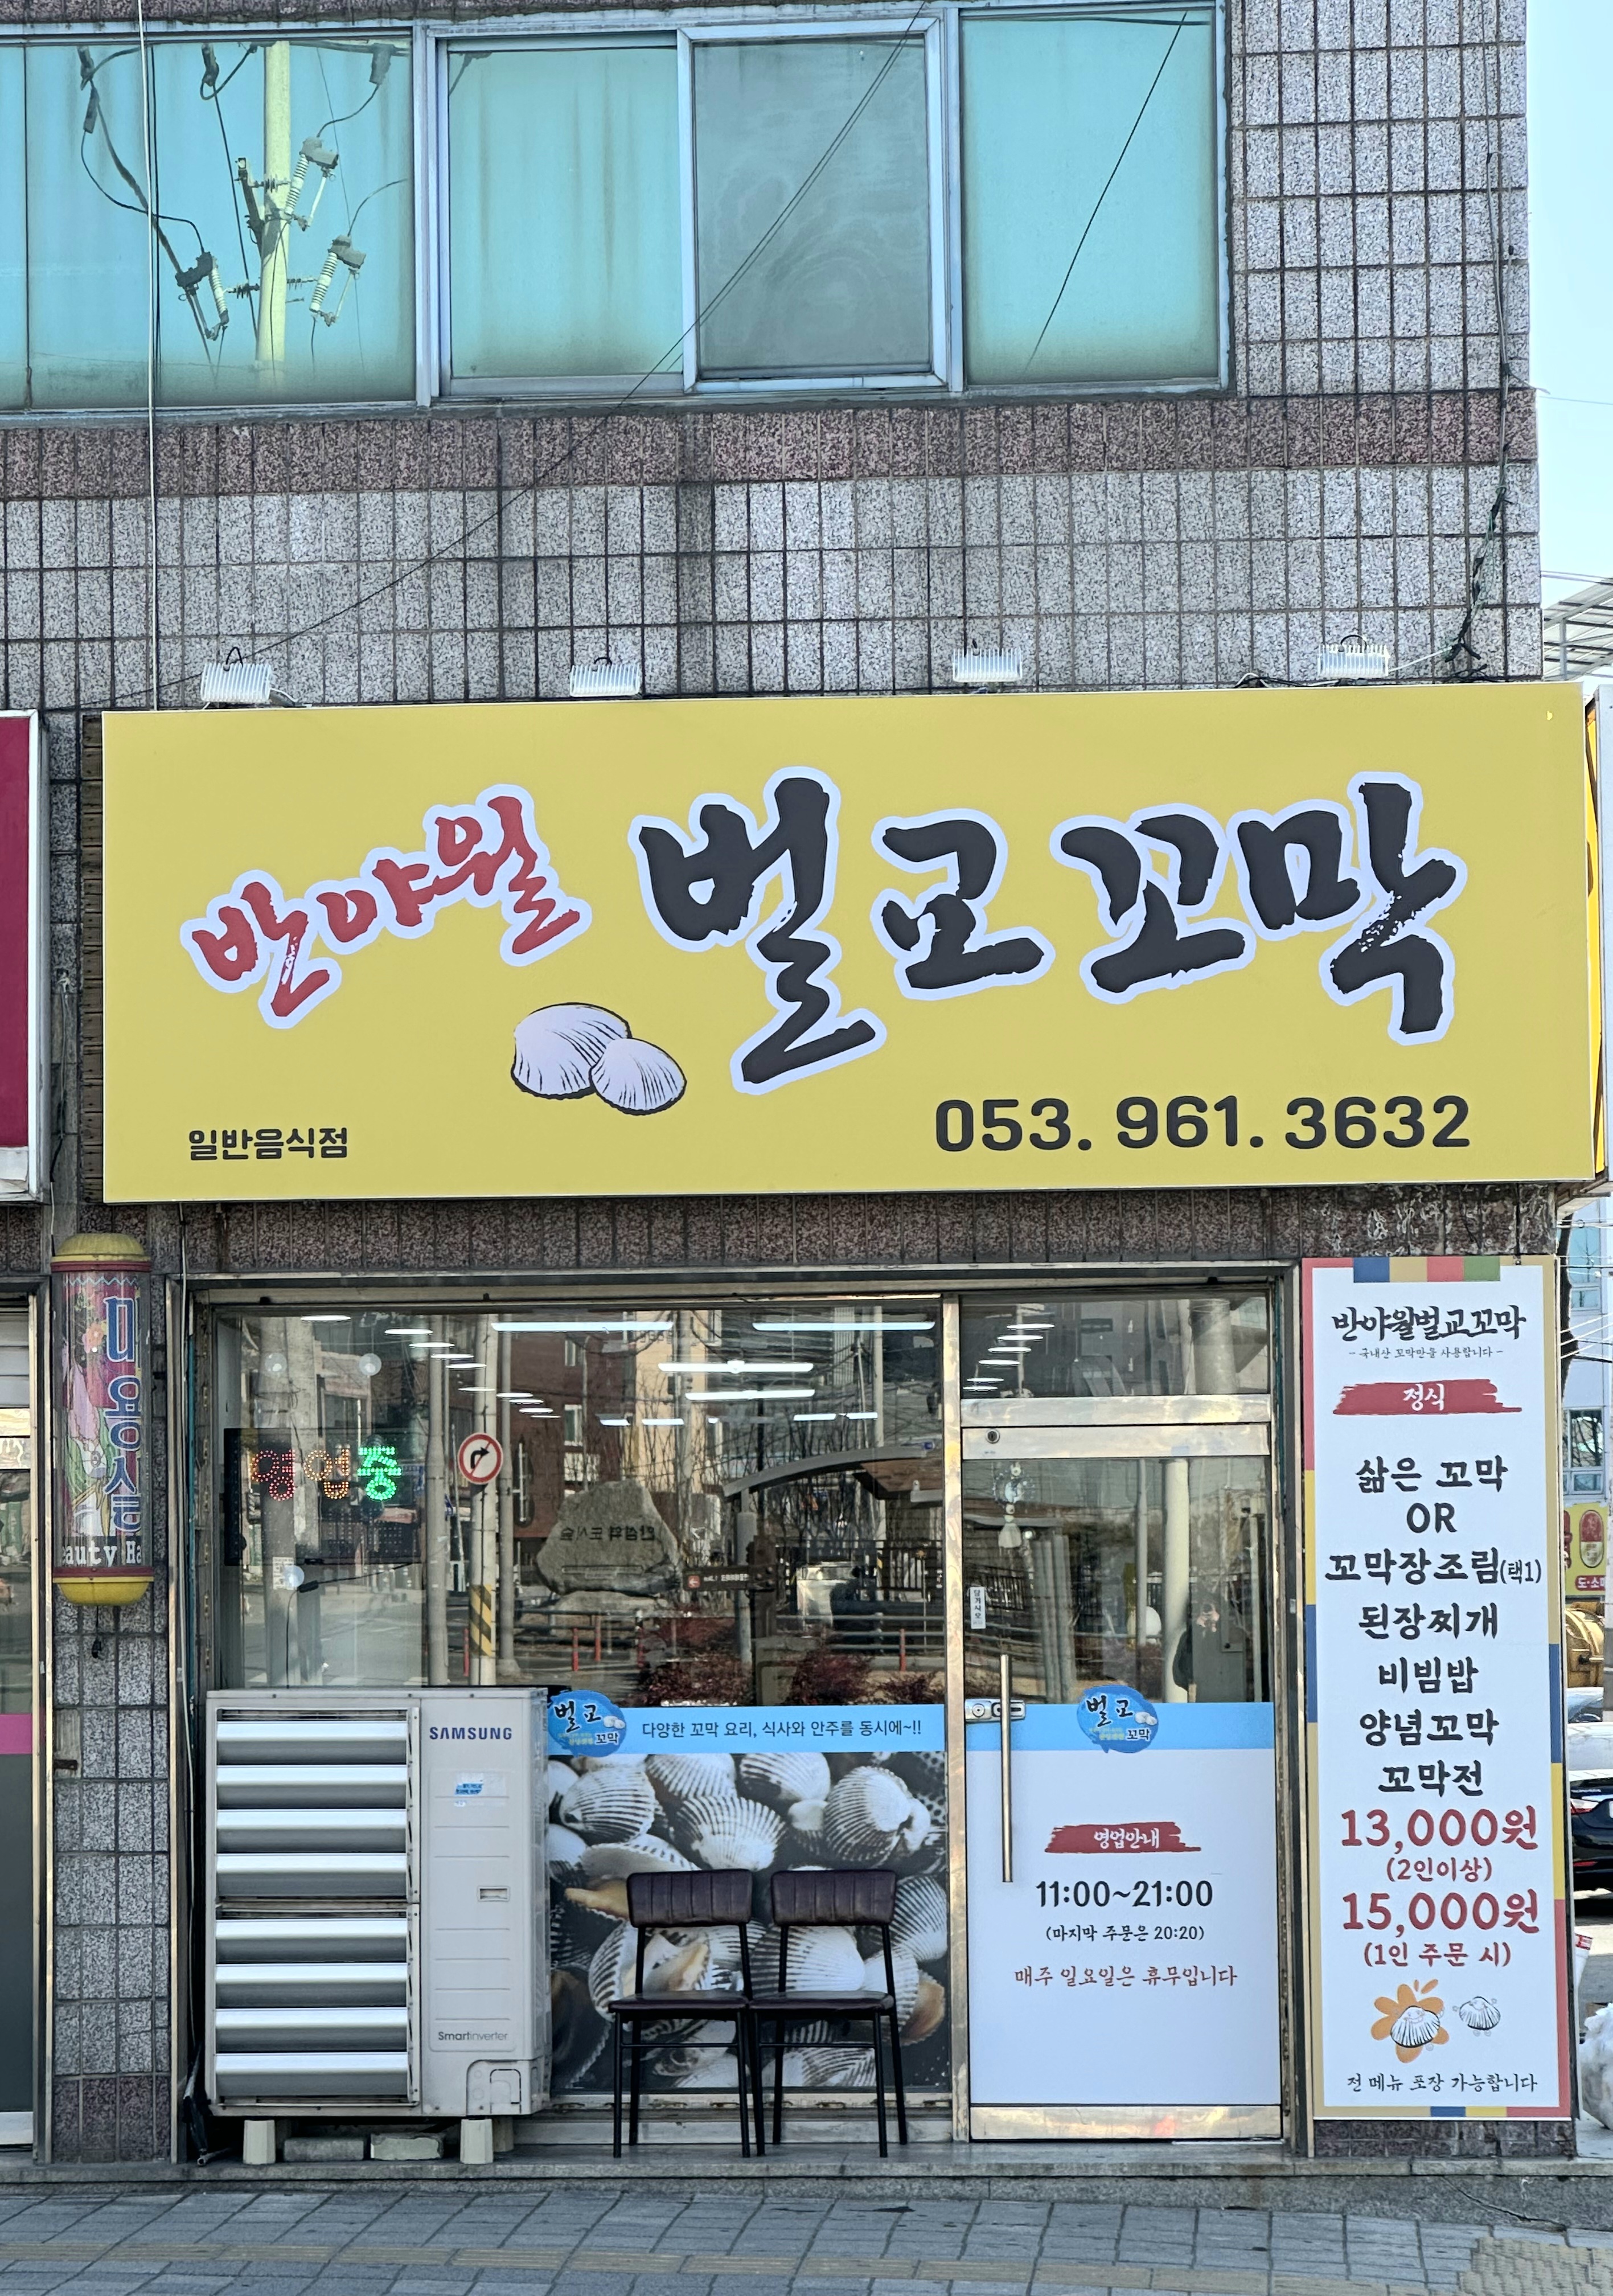 반야월 벌교꼬막
일반음식점
053. 961. 3632
미용실
영업중
SAMSUNG
Smart inverter
벌교
꼬막
다양한 꼬막 요리, 식사와 안주를 동시에~!!
벌교
꼬막
영업안내
11:00~21:00
(마지막 주문은 20:20)
매주 일요일은 휴무입니다
반야월벌교꼬막
- 국내산 꼬막만을 사용합니다 -
정식
삶은 꼬막
OR
꼬막장조림(택1)
된장찌개
비빔밥
양념꼬막
꼬막전
13,000원
(2인이상)
15,000원
(1인 주문 시)
전 메뉴 포장 가능합니다